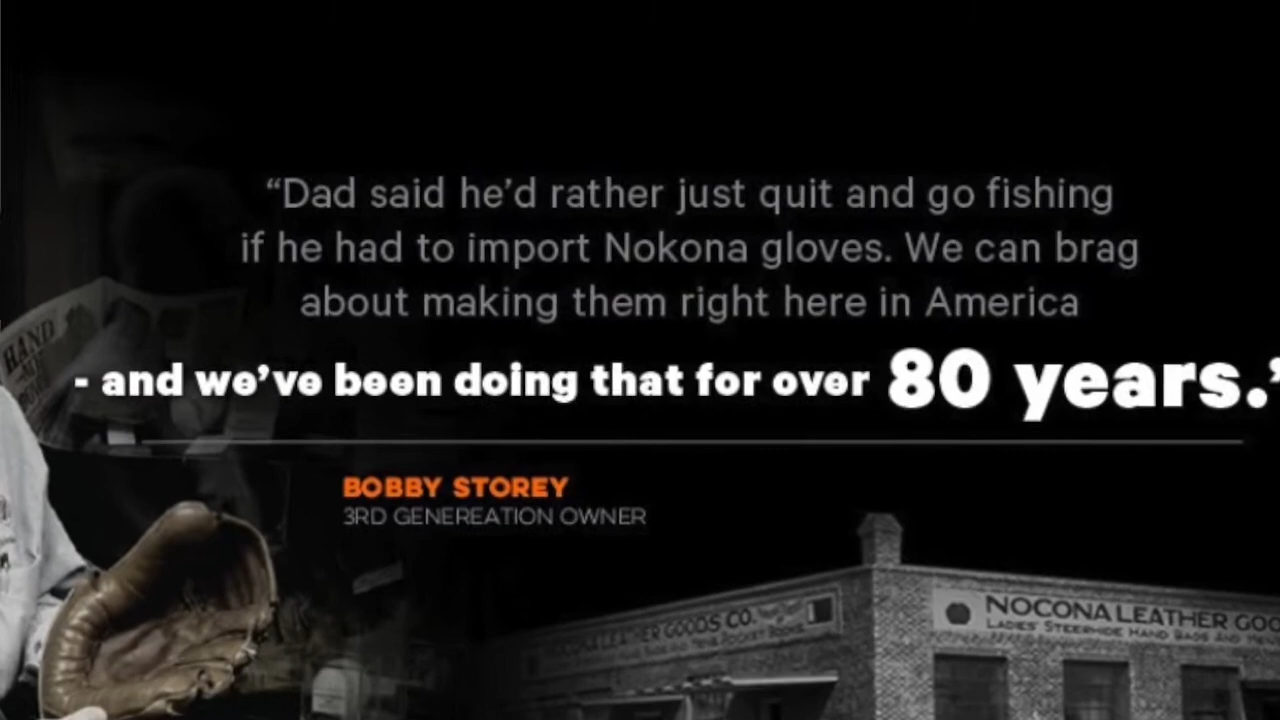 “Dad said he’d rather just quit and go fishing
if he had to import Nokona gloves. We can brag
about making them right here in America
- and we’ve been doing that for over 80 years.”
BOBBY STOREY
3RD GENEREATION OWNER
NOCONA LEATHER GOODS CO.
NOCONA LEATHER GOO
LADIES' STEERHIDE HAND BAGS AND
HAND